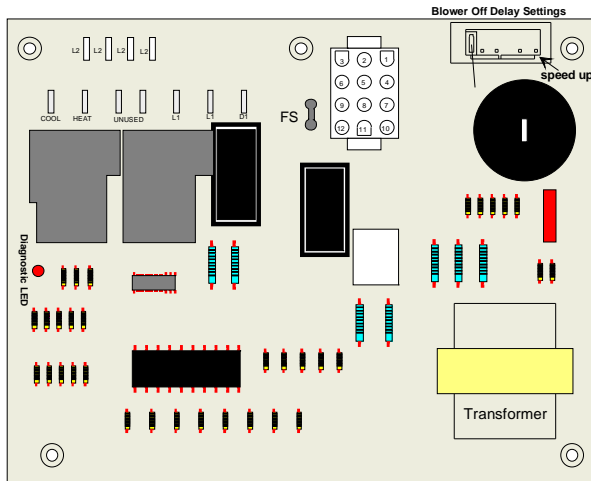 Blower Off Delay Settings
speed up
L2 L2 L2 L2
COOL HEAT UNUSED L1 L1 D1
FS
3 2 1
6 5 4
9 8 7
12 11 10
Diagnostic LED
Transformer